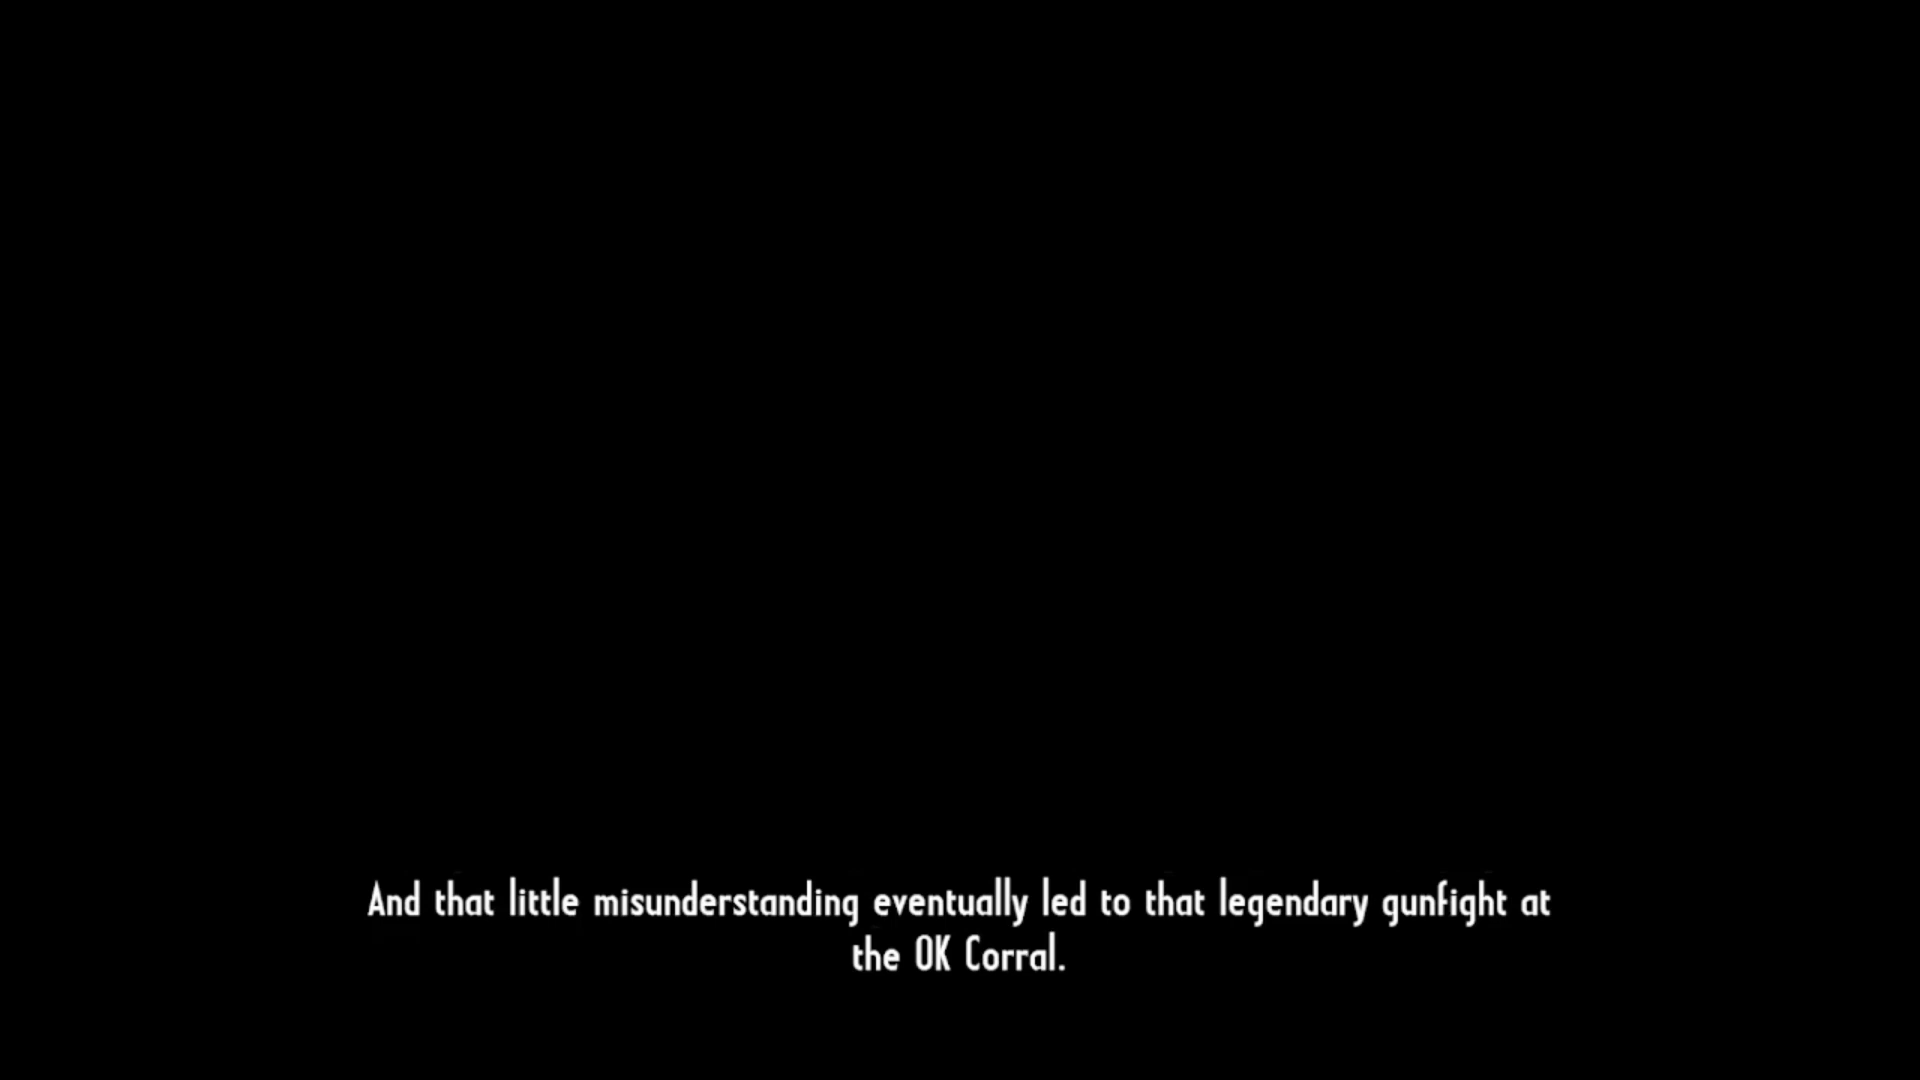 And that little misunderstanding eventually led to that legendary gunfight at
the OK Corral.